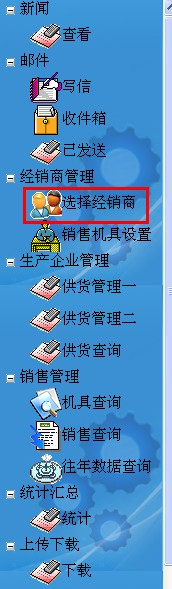 新闻
查看
邮件
写信
收件箱
已发送
经销商管理
选择经销商
销售机具设置
生产企业管理
供货管理一
供货管理二
供货查询
销售管理
机具查询
销售查询
往年数据查询
统计汇总
统计
上传下载
下载